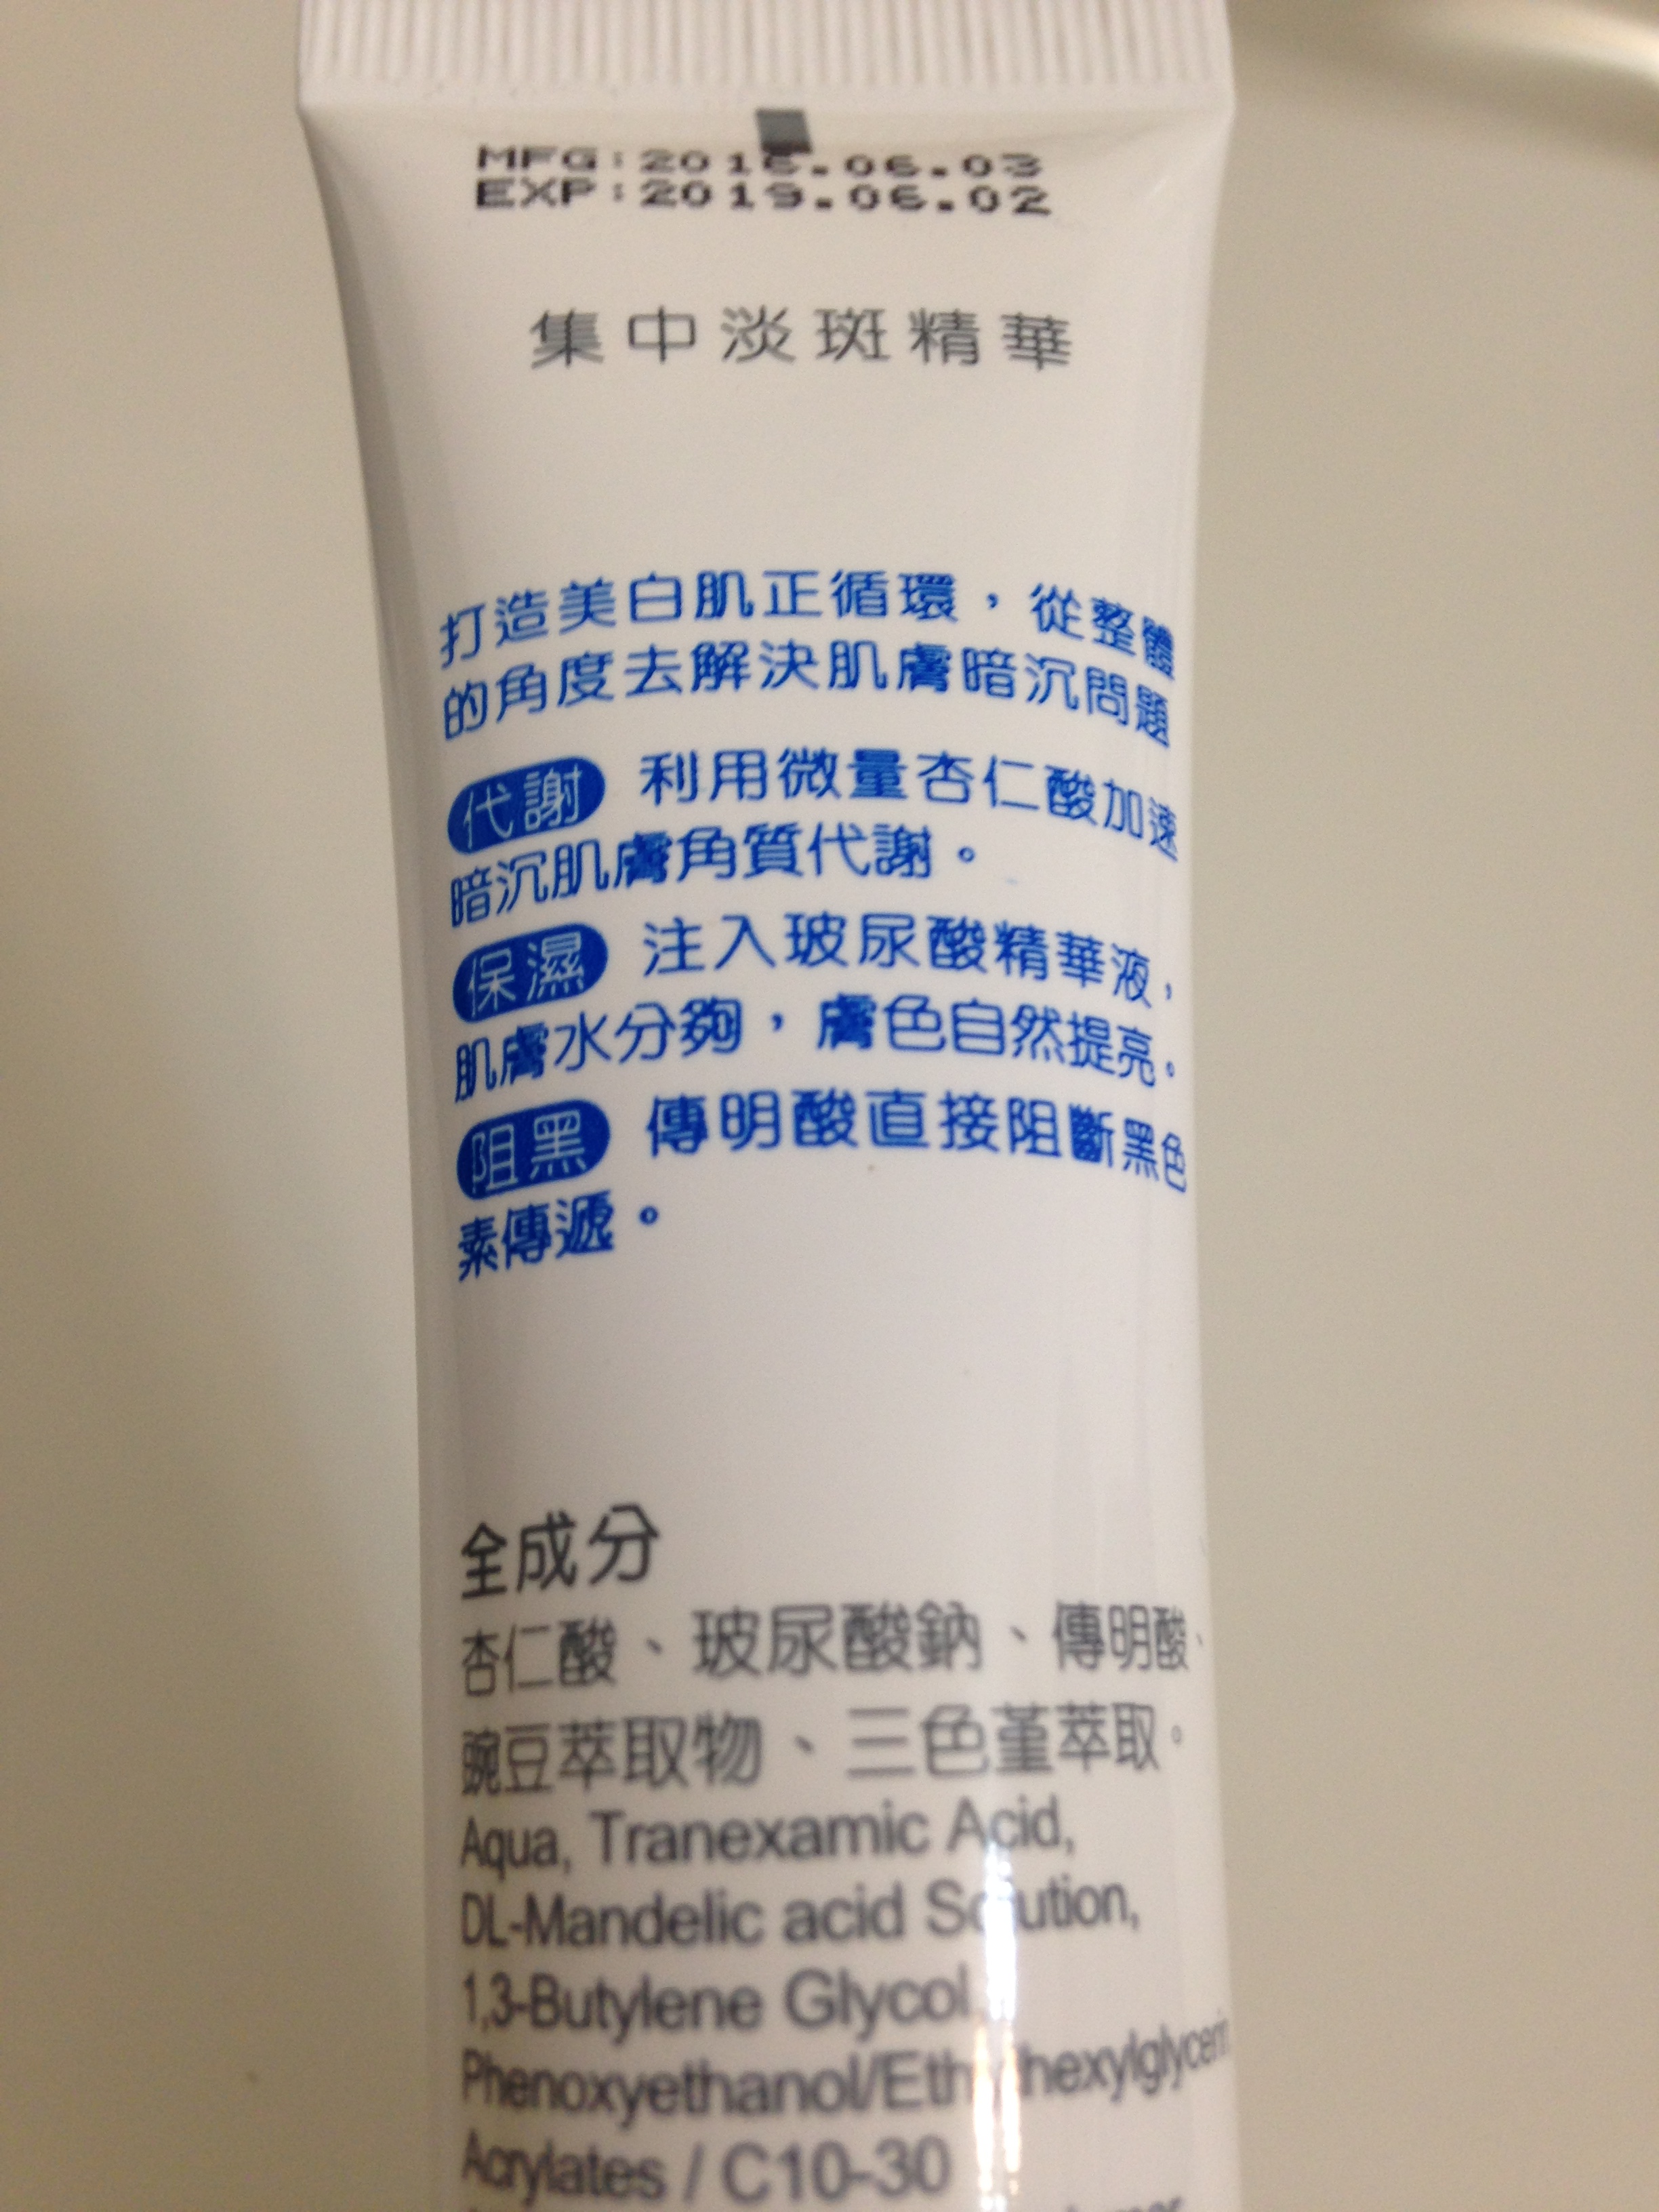 MFG:2016.06.03
EXP:2019.06.02
集中淡斑精華
打造美白肌正循環，從整體
的角度去解決肌膚暗沉問題
代謝 利用微量杏仁酸加速
暗沉肌膚角質代謝。
保濕 注入玻尿酸精華液，
肌膚水分夠，膚色自然提亮。
阻黑 傳明酸直接阻斷黑色
素傳遞。
全成分
杏仁酸、玻尿酸鈉、傳明酸、
豌豆萃取物、三色堇萃取。
Aqua, Tranexamic Acid,
DL-Mandelic acid Solution,
1,3-Butylene Glycol,
Phenoxyethanol/Ethylhexylglycerin,
Acrylates / C10-30